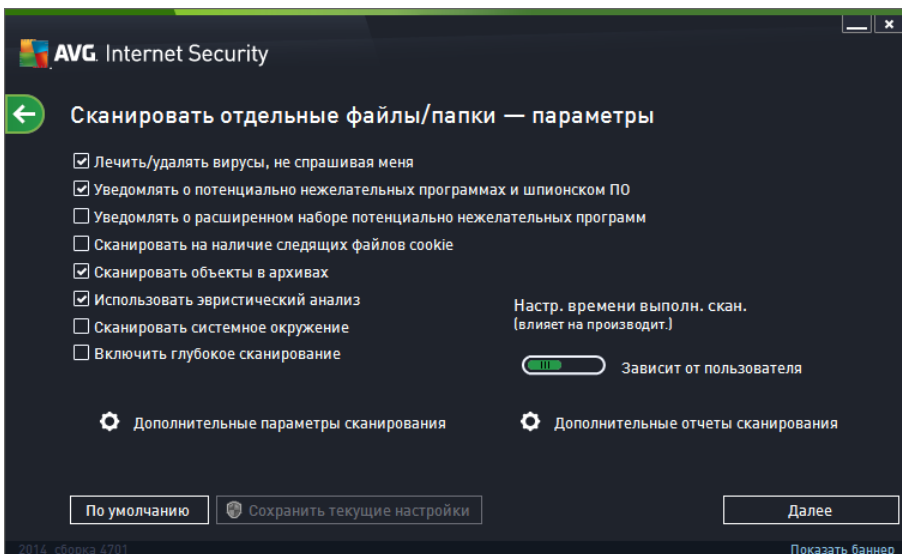 AVG. Internet Security
Сканировать отдельные файлы/папки — параметры
Лечить/удалять вирусы, не спрашивая меня
Уведомлять о потенциально нежелательных программах и шпионском ПО
Уведомлять о расширенном наборе потенциально нежелательных программ
Сканировать на наличие следящих файлов cookie
Сканировать объекты в архивах
Использовать эвристический анализ
Сканировать системное окружение
Включить глубокое сканирование
Настр. времени выполн. скан.
(влияет на производит.)
Зависит от пользователя
Дополнительные параметры сканирования
Дополнительные отчеты сканирования
По умолчанию
Сохранить текущие настройки
Далее
2014 сборка 4701
Показать баннер